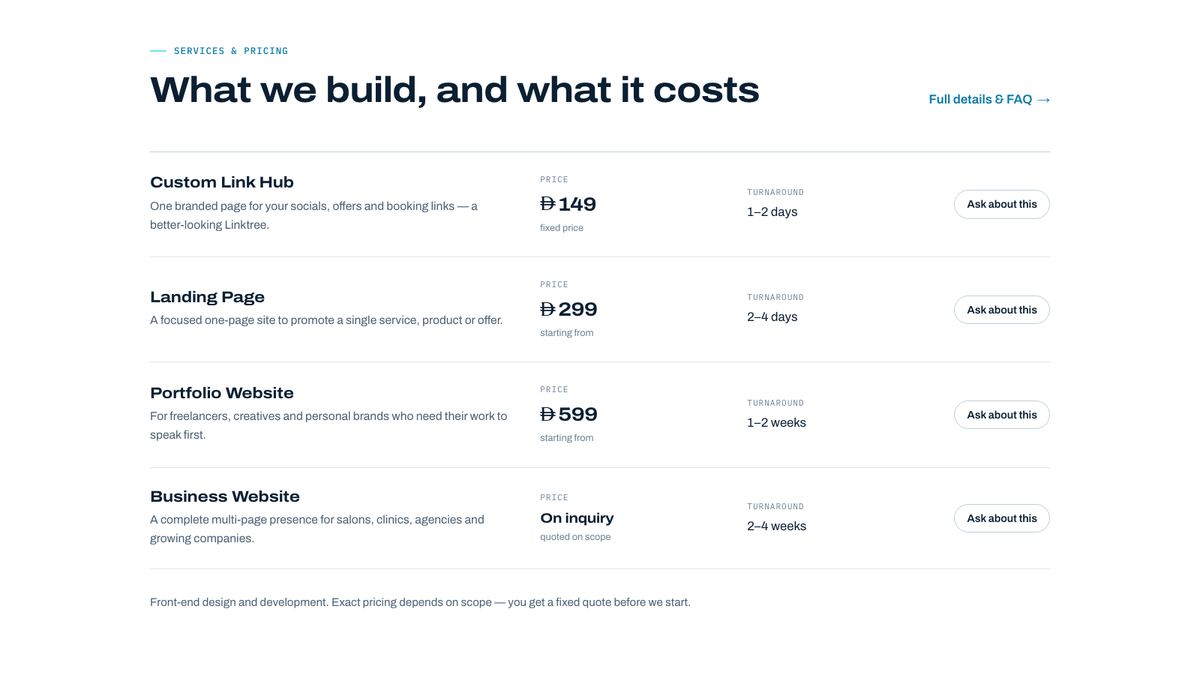 SERVICES & PRICING
What we build, and what it costs
Full details & FAQ →
Custom Link Hub
One branded page for your socials, offers and booking links — a
better-looking Linktree.
PRICE
149
fixed price
TURNAROUND
1–2 days
Ask about this
Landing Page
A focused one-page site to promote a single service, product or offer.
PRICE
299
starting from
TURNAROUND
2–4 days
Ask about this
Portfolio Website
For freelancers, creatives and personal brands who need their work to
speak first.
PRICE
599
starting from
TURNAROUND
1–2 weeks
Ask about this
Business Website
A complete multi-page presence for salons, clinics, agencies and
growing companies.
PRICE
On inquiry
quoted on scope
TURNAROUND
2–4 weeks
Ask about this
Front-end design and development. Exact pricing depends on scope — you get a fixed quote before we start.